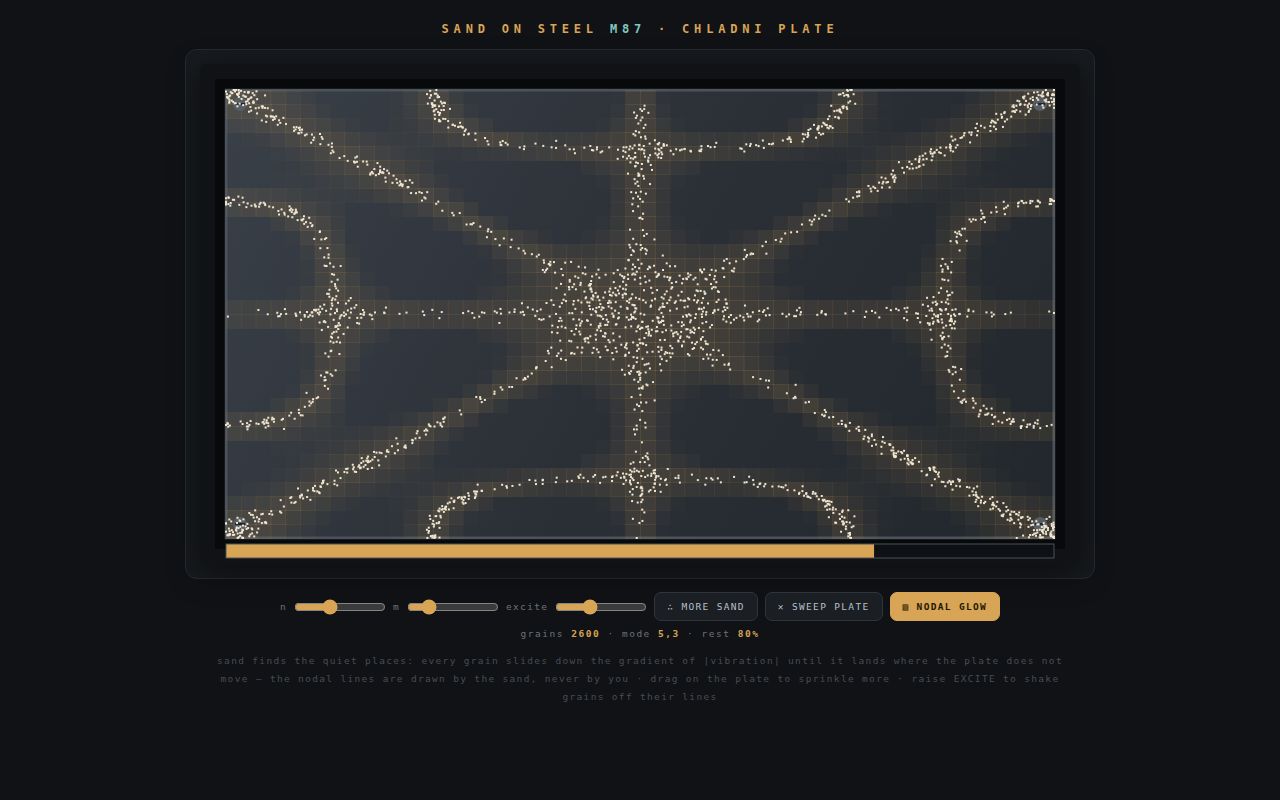 SAND ON STEEL M87 · CHLADNI PLATE
n m excite ∴ MORE SAND × SWEEP PLATE ▥ NODAL GLOW
grains 2600 · mode 5,3 · rest 80%
sand finds the quiet places: every grain slides down the gradient of |vibration| until it lands where the plate does not
move — the nodal lines are drawn by the sand, never by you · drag on the plate to sprinkle more · raise EXCITE to shake
grains off their lines